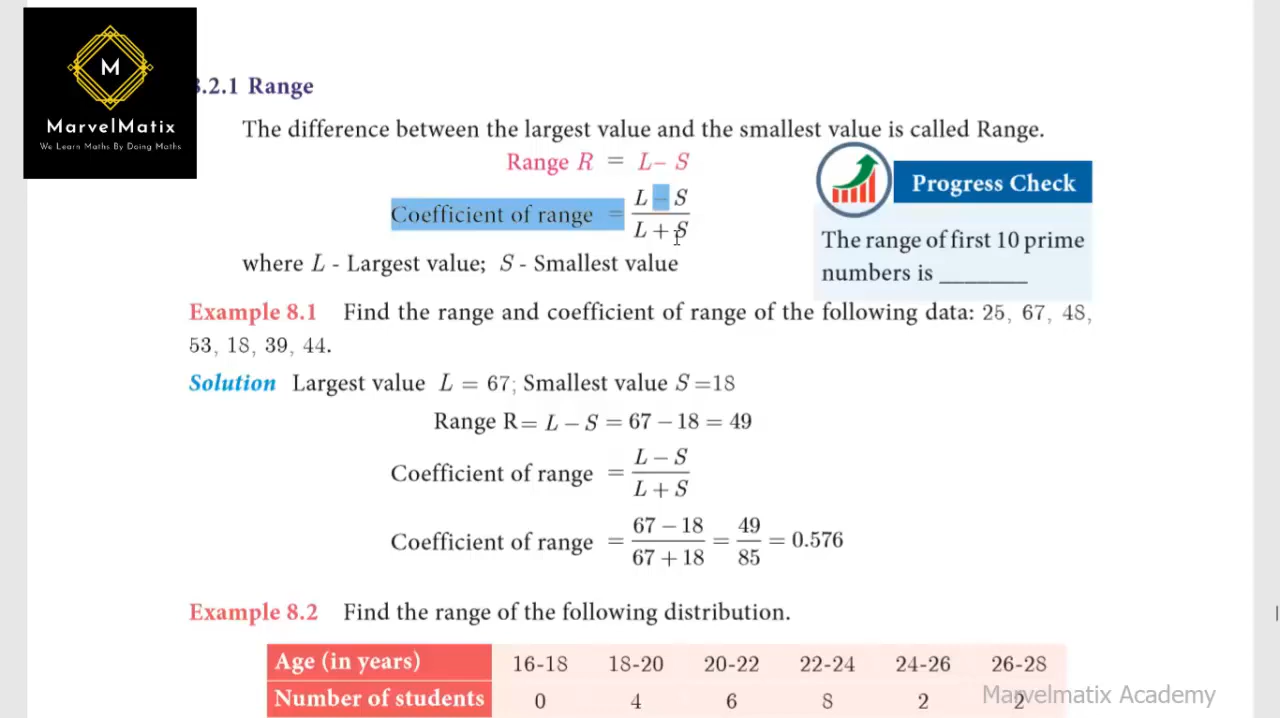 M
MarvelMatix
We Learn Maths By Doing Maths
8.2.1 Range
The difference between the largest value and the smallest value is called Range.
Range R = L – S
Coefficient of range = (L − S) / (L + S)
where L - Largest value; S - Smallest value
Progress Check
The range of first 10 prime
numbers is _______
Example 8.1 Find the range and coefficient of range of the following data: 25, 67, 48,
53, 18, 39, 44.
Solution Largest value L = 67; Smallest value S =18
Range R= L − S = 67 − 18 = 49
Coefficient of range = (L − S) / (L + S)
Coefficient of range = (67 − 18) / (67 + 18) = 49 / 85 = 0.576
Example 8.2 Find the range of the following distribution.
Age (in years) 16-18 18-20 20-22 22-24 24-26 26-28
Number of students 0 4 6 8 2 2
Marvelmatix Academy